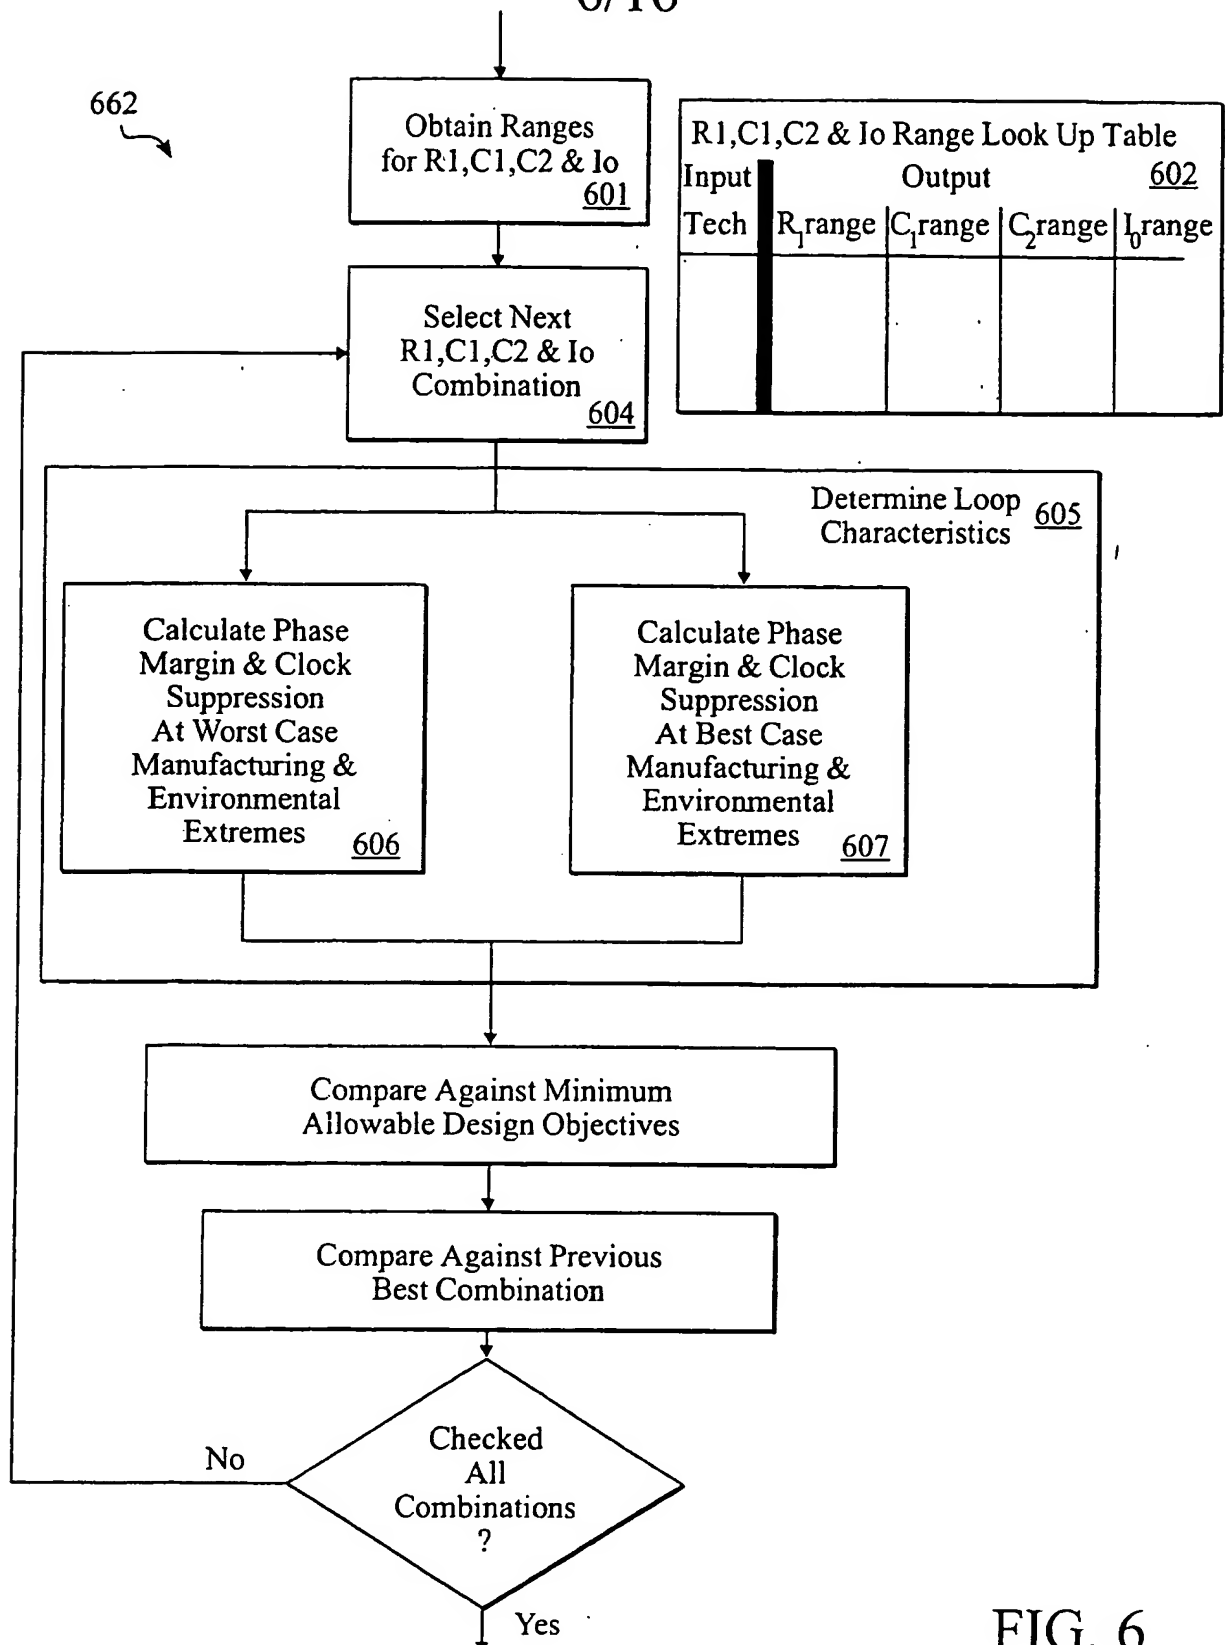 662
Obtain Ranges
for R1,C1,C2 & Io
601
R1,C1,C2 & Io Range Look Up Table
Input Output 602
Tech R1range C1range C2range I0range
Select Next
R1,C1,C2 & Io
Combination
604
Determine Loop
Characteristics
605
Calculate Phase
Margin & Clock
Suppression
At Worst Case
Manufacturing &
Environmental
Extremes
606
Calculate Phase
Margin & Clock
Suppression
At Best Case
Manufacturing &
Environmental
Extremes
607
Compare Against Minimum
Allowable Design Objectives
Compare Against Previous
Best Combination
Checked
All
Combinations
?
No
Yes
FIG. 6